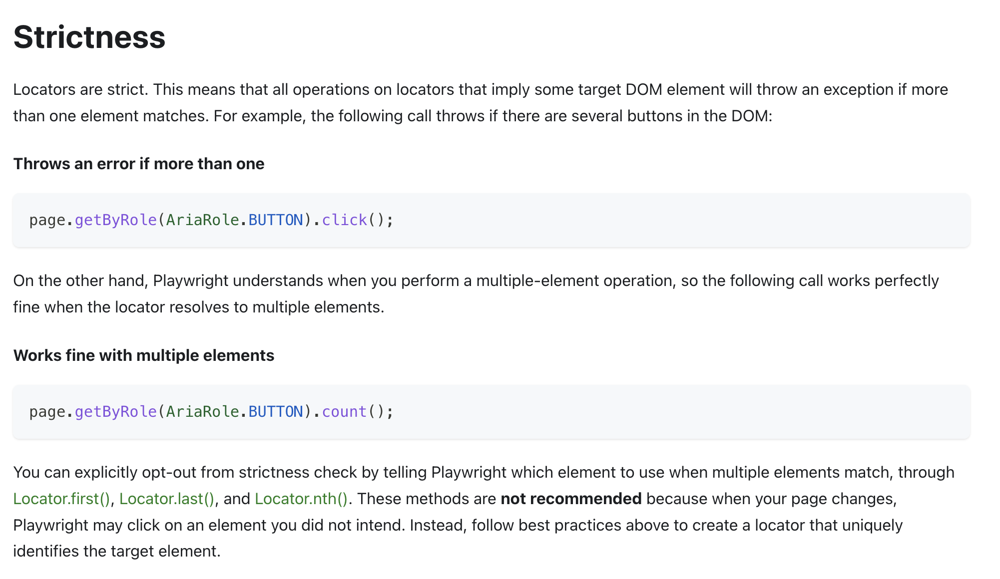 Strictness
Locators are strict. This means that all operations on locators that imply some target DOM element will throw an exception if more
than one element matches. For example, the following call throws if there are several buttons in the DOM:
Throws an error if more than one
page.getByRole(AriaRole.BUTTON).click();
On the other hand, Playwright understands when you perform a multiple-element operation, so the following call works perfectly
fine when the locator resolves to multiple elements.
Works fine with multiple elements
page.getByRole(AriaRole.BUTTON).count();
You can explicitly opt-out from strictness check by telling Playwright which element to use when multiple elements match, through
Locator.first(), Locator.last(), and Locator.nth(). These methods are not recommended because when your page changes,
Playwright may click on an element you did not intend. Instead, follow best practices above to create a locator that uniquely
identifies the target element.